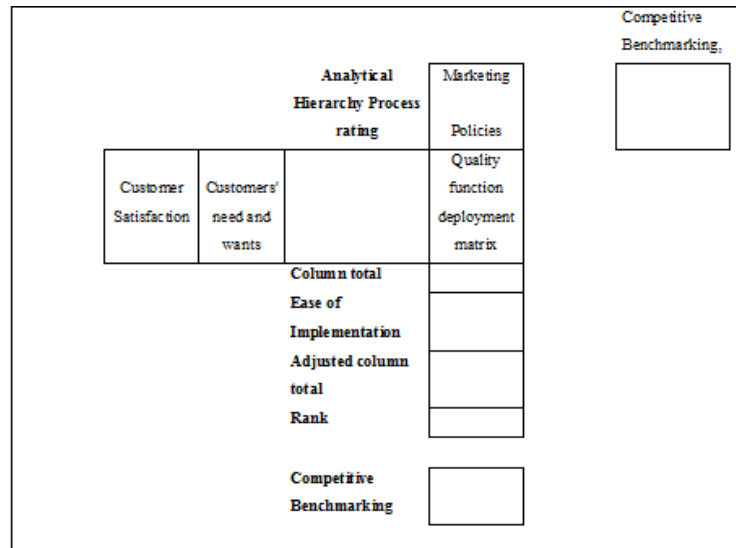 Competitive
Benchmarking,
Analytical
Hierarchy Process
rating
Marketing
Policies
Customer
Satisfaction
Customers'
need and
wants
Quality
function
deployment
matrix
Column total
Ease of
Implementation
Adjusted column
total
Rank
Competitive
Benchmarking